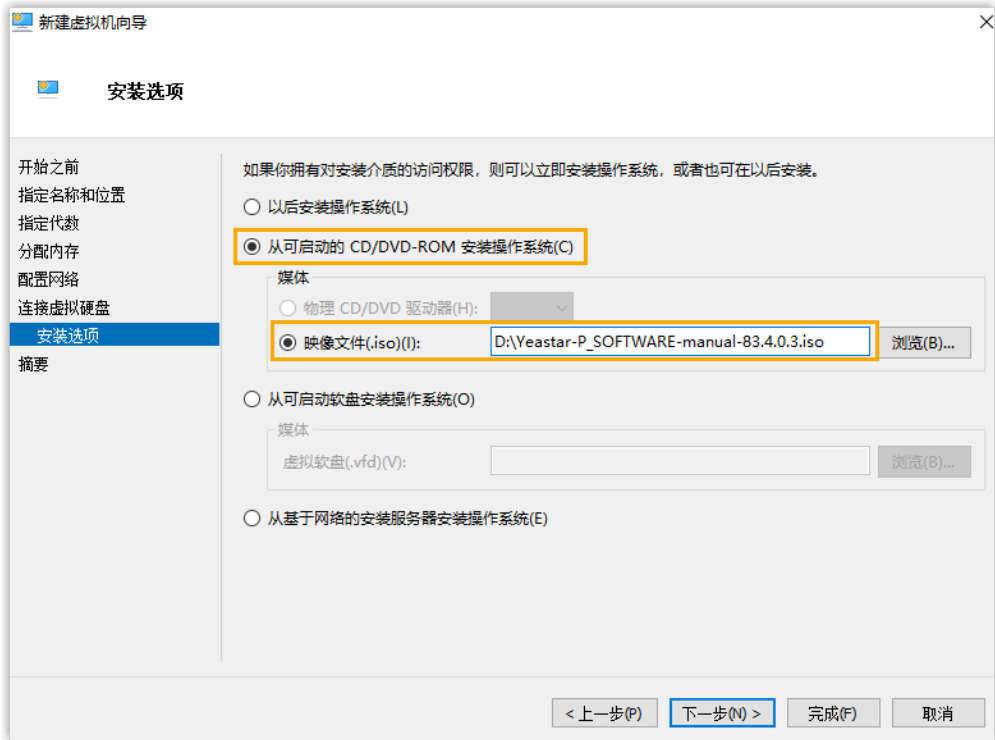 新建虚拟机向导
安装选项
开始之前
指定名称和位置
指定代数
分配内存
配置网络
连接虚拟硬盘
安装选项
摘要
如果你拥有对安装介质的访问权限，则可以立即安装操作系统，或者也可在以后安装。
以后安装操作系统(L)
从可启动的 CD/DVD-ROM 安装操作系统(C)
媒体
物理 CD/DVD 驱动器(H):
映像文件(.iso)(I): D:\Yeastar-P_SOFTWARE-manual-83.4.0.3.iso 浏览(B)...
从可启动软盘安装操作系统(O)
媒体
虚拟软盘(.vfd)(V): 浏览(B)...
从基于网络的安装服务器安装操作系统(E)
< 上一步(P) 下一步(N) > 完成(F) 取消